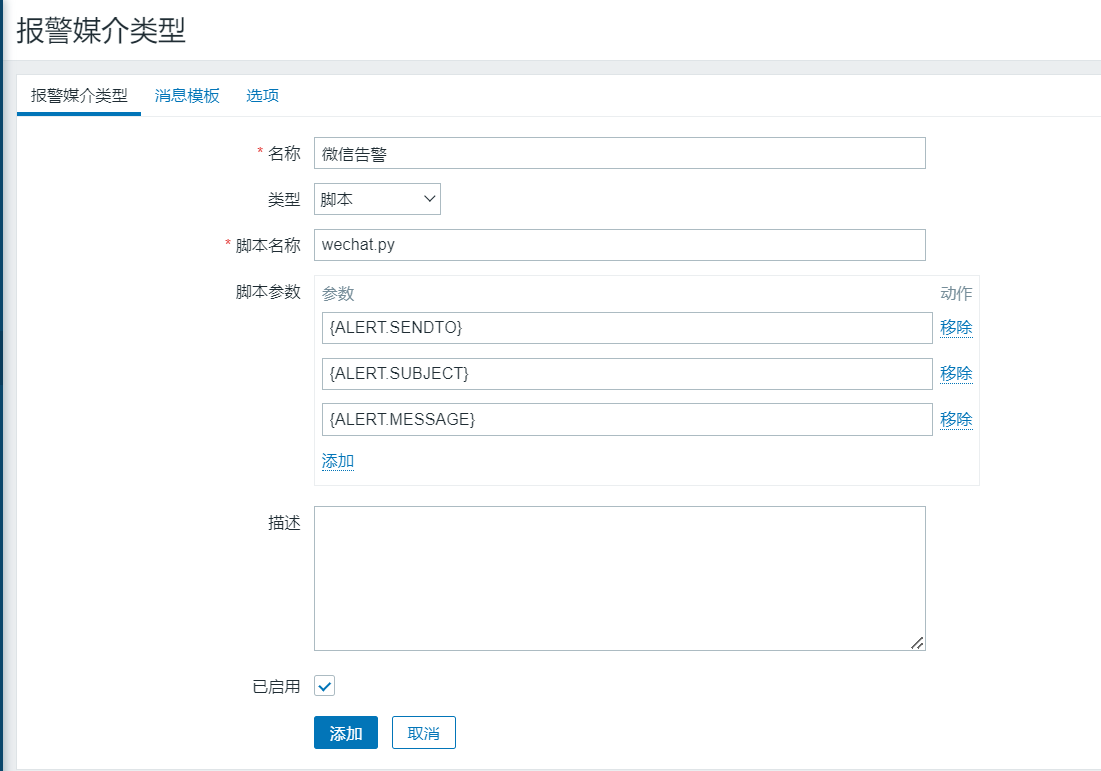 报警媒介类型
报警媒介类型 消息模板 选项
* 名称 微信告警
类型 脚本
* 脚本名称 wechat.py
脚本参数 参数 动作
{ALERT.SENDTO} 移除
{ALERT.SUBJECT} 移除
{ALERT.MESSAGE} 移除
添加
描述
已启用
添加 取消